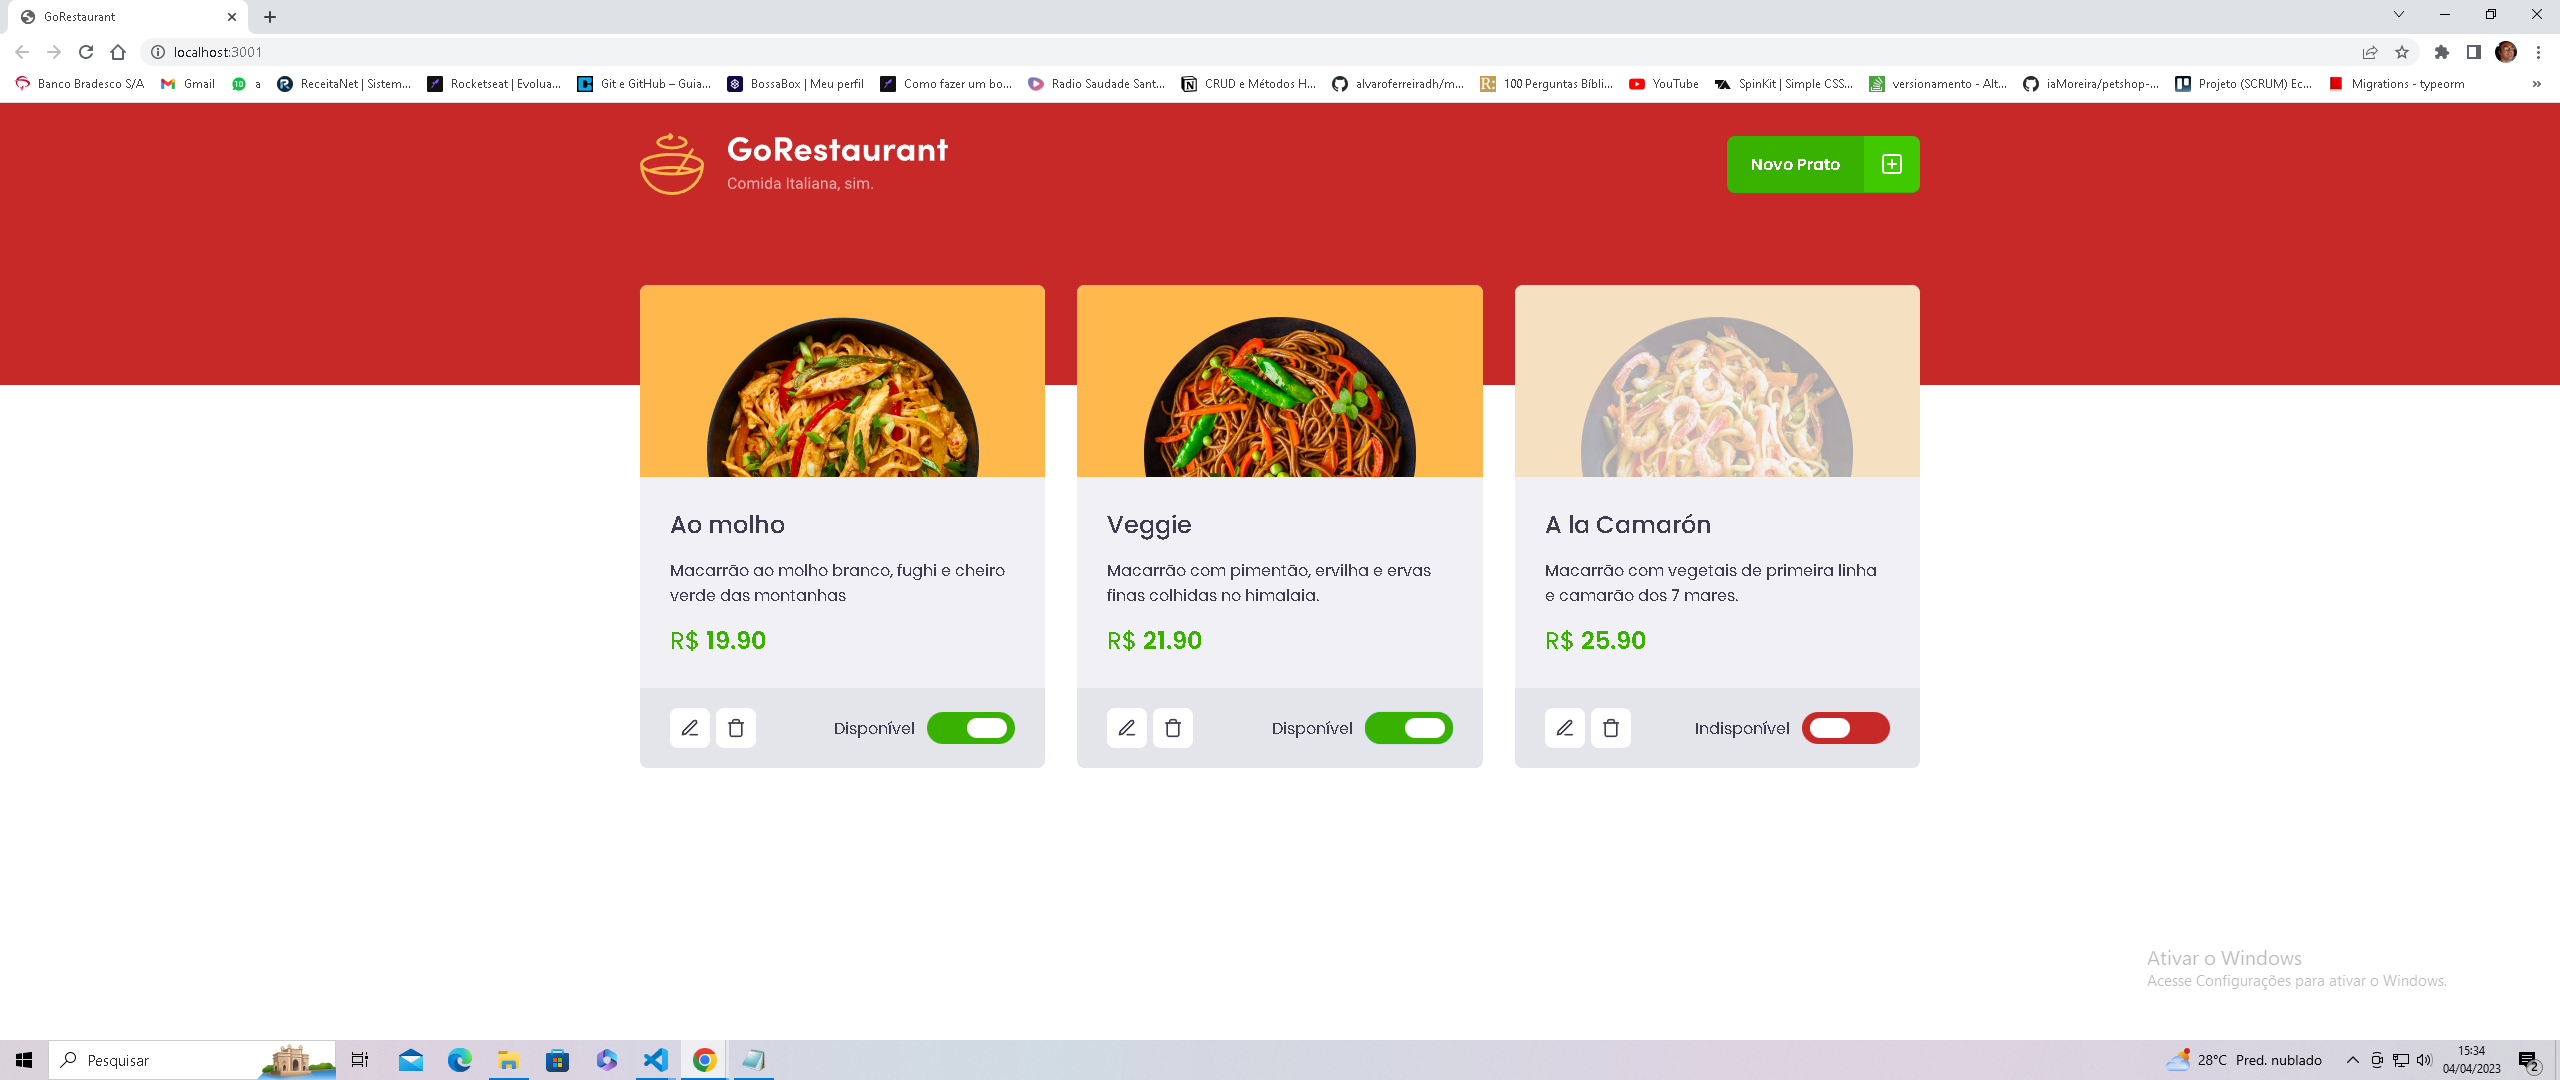 GoRestaurant
localhost:3001
Banco Bradesco S/A
Gmail
10
a
ReceitaNet | Sistem...
Rocketseat | Evolua...
Git e GitHub – Guia...
BossaBox | Meu perfil
Como fazer um bo...
Radio Saudade Sant...
CRUD e Métodos H...
alvaroferreiradh/m...
R:
100 Perguntas Bíbli...
YouTube
SpinKit | Simple CSS...
versionamento - Alt...
iaMoreira/petshop-...
Projeto (SCRUM) Ec...
Migrations - typeorm
»
GoRestaurant
Comida Italiana, sim.
Novo Prato
Ao molho
Macarrão ao molho branco, fughi e cheiro
verde das montanhas
R$ 19.90
Disponível
Veggie
Macarrão com pimentão, ervilha e ervas
finas colhidas no himalaia.
R$ 21.90
Disponível
A la Camarón
Macarrão com vegetais de primeira linha
e camarão dos 7 mares.
R$ 25.90
Indisponível
Ativar o Windows
Acesse Configurações para ativar o Windows.
Pesquisar
28°C Pred. nublado
15:34
04/04/2023
2